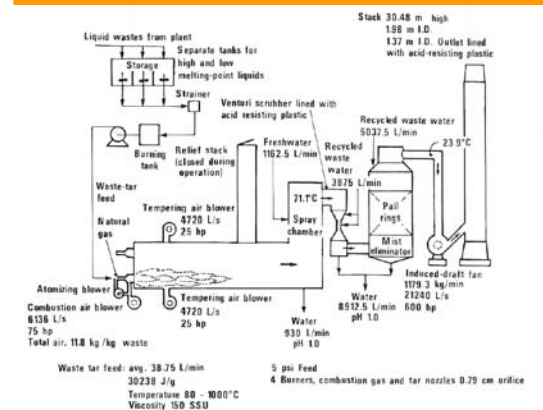 Stack 30.48 m high
1.98 m I.D.
1.37 m I.D. Outlet lined
with acid-resisting plastic
Liquid wastes from plant
Separate tanks for
high and low
melting-point liquids
Storage
Strainer
Burning
tank
Relief stack
(closed during
operation)
Venturi scrubber lined with
acid resisting plastic
Freshwater
1162.5 L/min
Recycled
waste
water
3875 L/min
Recycled waste water
5037.5 L/min
23.9°C
Waste-tar
feed
Natural
gas
Tempering air blower
4720 L/s
25 hp
71.1°C
Spray
chamber
Pall
rings
Mist
eliminator
Atomizing blower
Combustion air blower
6136 L/s
75 hp
Total air, 11.8 kg/kg waste
Tempering air blower
4720 L/s
25 hp
Water
930 L/min
pH 1.0
Water
8912.5 L/min
pH 1.0
Induced-draft fan
1179.3 kg/min
21240 L/s
600 hp
Waste tar feed: avg. 38.75 L/min
30238 J/g
Temperature 80 - 1000°C
Viscosity 150 SSU
5 psi Feed
4 Burners, combustion gas and tar nozzles 0.79 cm orifice